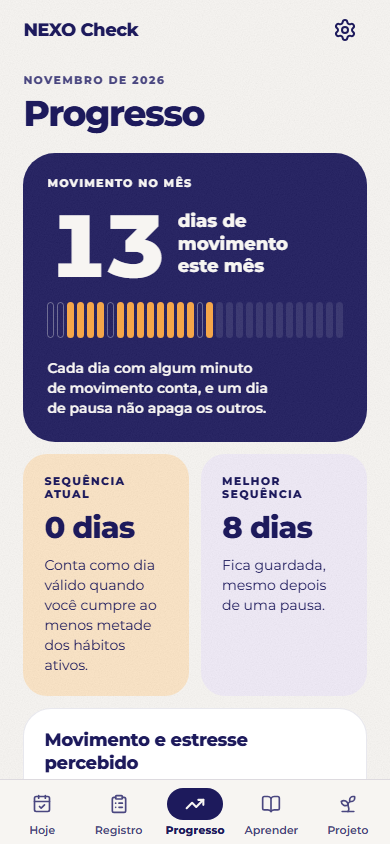 NEXO Check
NOVEMBRO DE 2026
Progresso
MOVIMENTO NO MÊS
13
dias de
movimento
este mês
Cada dia com algum minuto
de movimento conta, e um dia
de pausa não apaga os outros.
SEQUÊNCIA
ATUAL
0 dias
Conta como dia
válido quando
você cumpre ao
menos metade
dos hábitos
ativos.
MELHOR
SEQUÊNCIA
8 dias
Fica guardada,
mesmo depois
de uma pausa.
Movimento e estresse
percebido
Hoje
Registro
Progresso
Aprender
Projeto